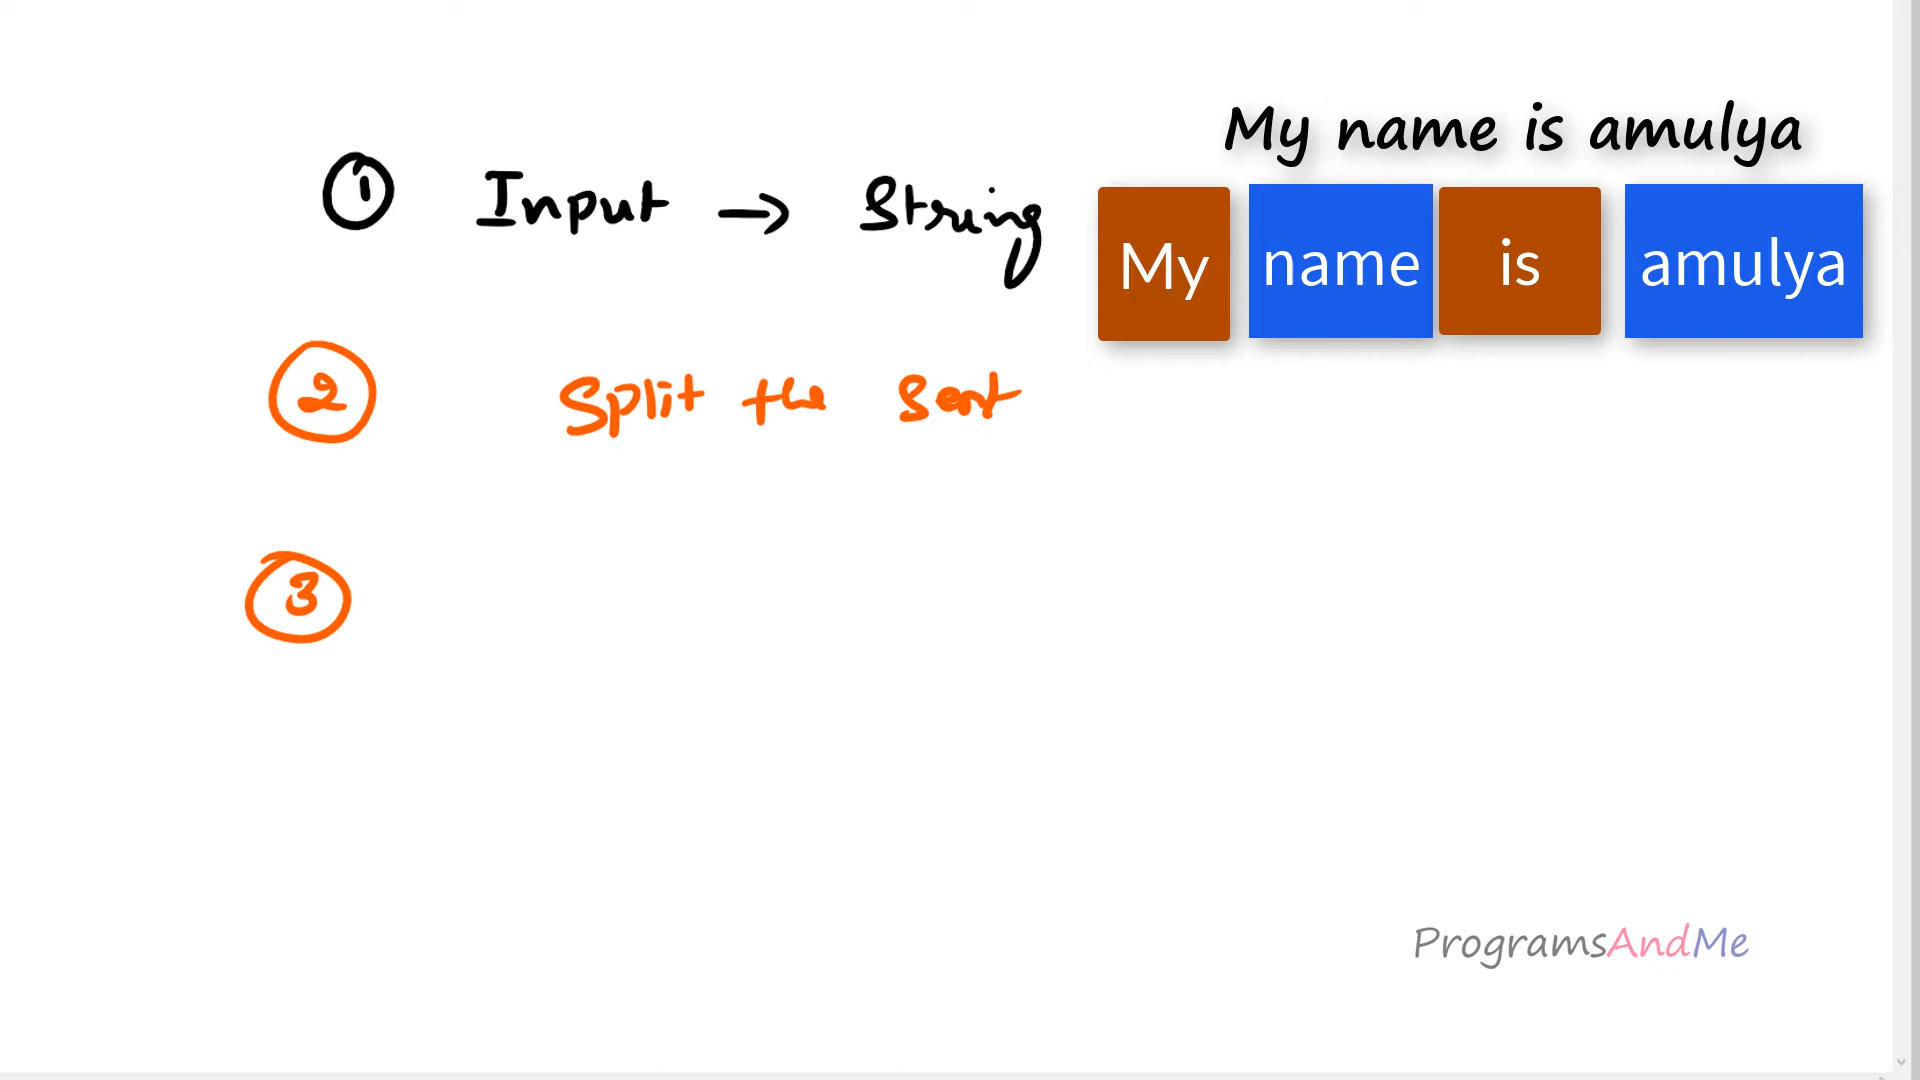 My name is amulya
1 Input → String
My name is amulya
2 Split the Sent
3
ProgramsAndMe